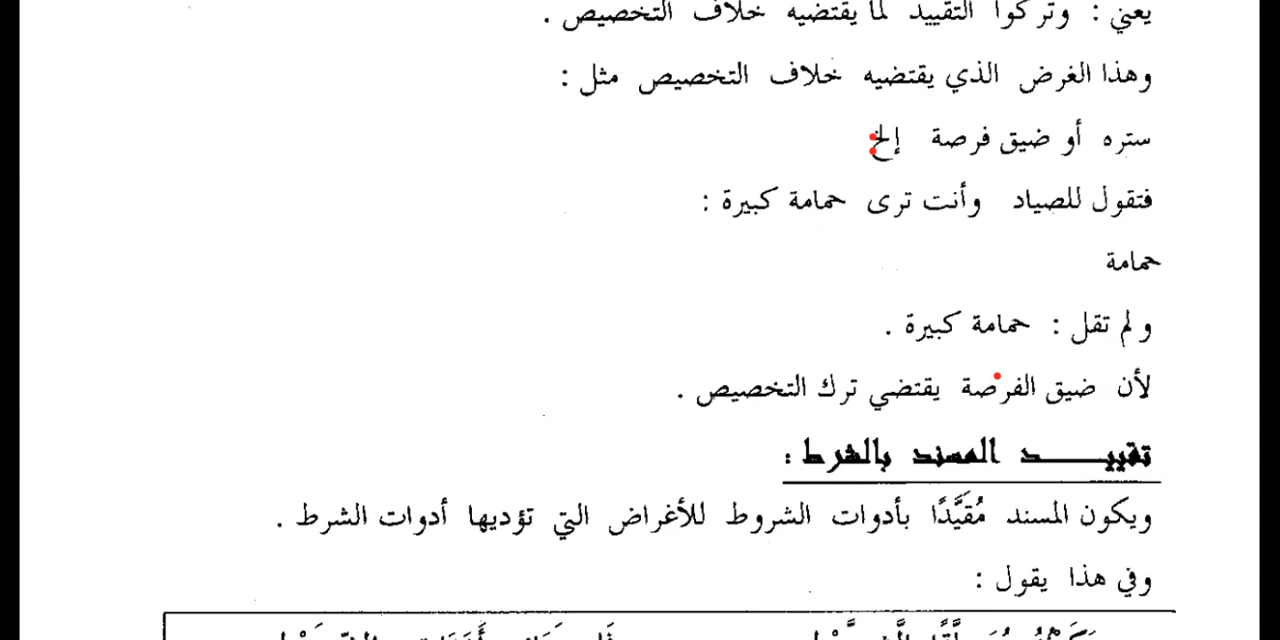 يعني : وتركوا التقييد لما يقتضيه خلاف التخصيص .
وهذا الغرض الذي يقتضيه خلاف التخصيص مثل :
ستره أو ضيق فرصة إلخ
فتقول للصياد وأنت ترى حمامة كبيرة :
حمامة
ولم تقل : حمامة كبيرة .
لأن ضيق الفرصة يقتضي ترك التخصيص .
تقييـــــد المسند بالشرط :
ويكون المسند مُقَيَّدًا بأدوات الشروط للأغراض التي تؤديها أدوات الشرط .
وفي هذا يقول :